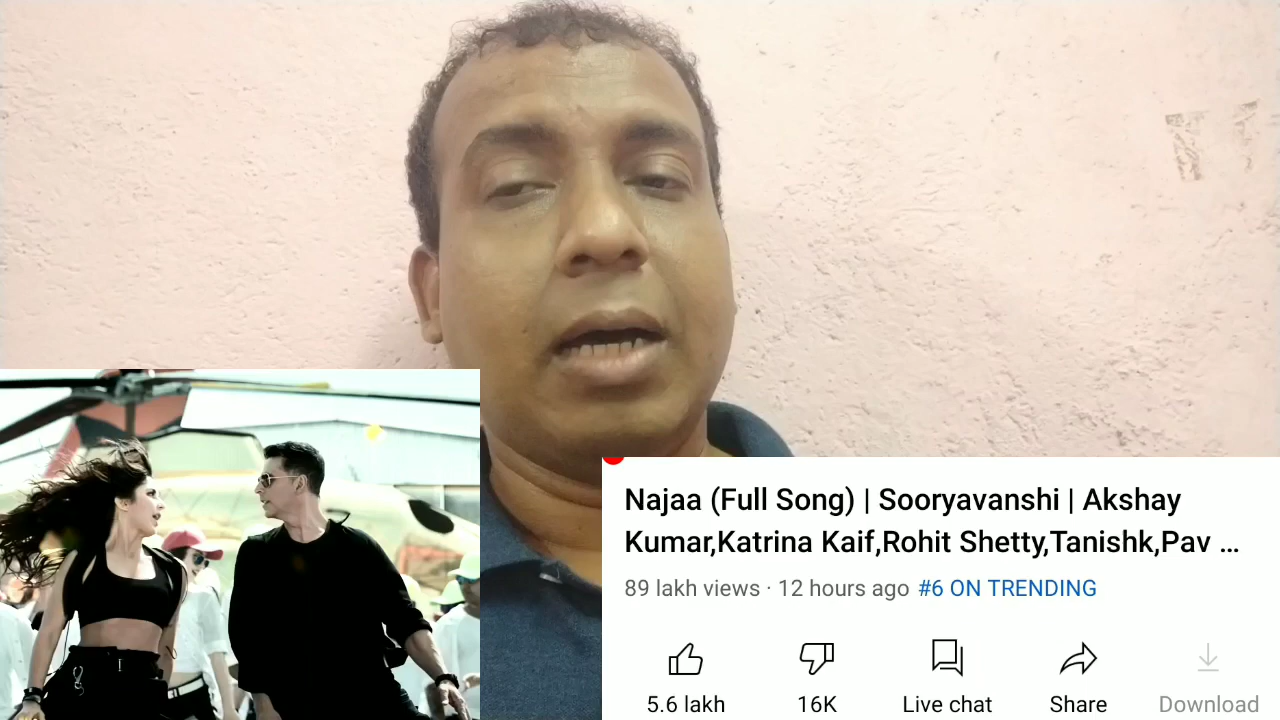 Najaa (Full Song) | Sooryavanshi | Akshay
Kumar,Katrina Kaif,Rohit Shetty,Tanishk,Pav ...
89 lakh views · 12 hours ago #6 ON TRENDING
5.6 lakh 16K Live chat Share Download